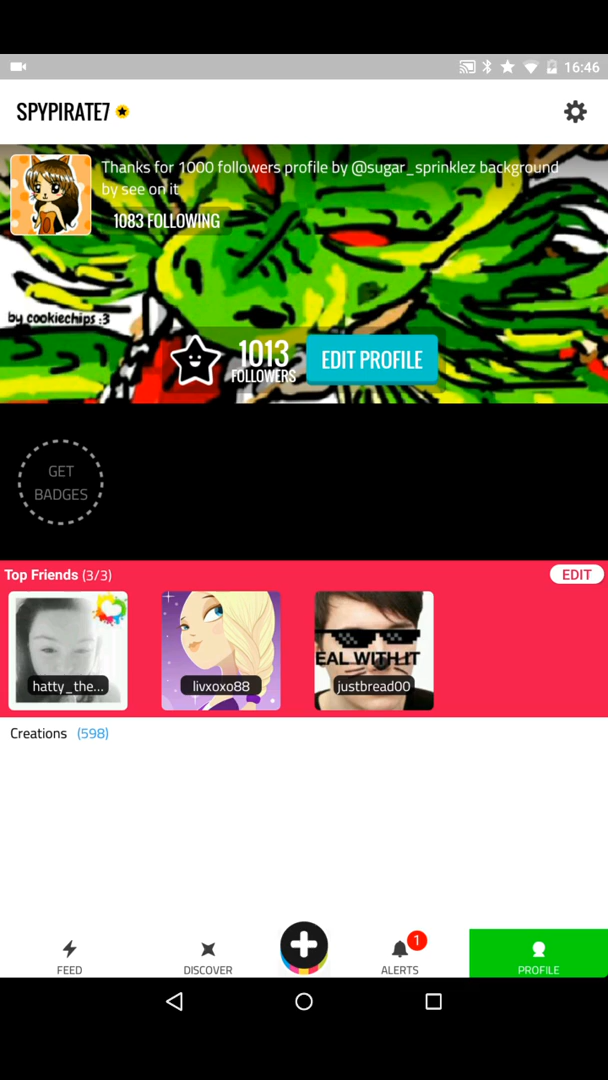 16:46
SPYPIRATE7
Thanks for 1000 followers profile by @sugar_sprinklez background
by see on it
1083 FOLLOWING
by cookiechips :3
1013
FOLLOWERS
EDIT PROFILE
GET
BADGES
Top Friends (3/3)
EDIT
EAL WITH IT
hatty_the...
livxoxo88
justbread00
Creations (598)
1
FEED
DISCOVER
ALERTS
PROFILE